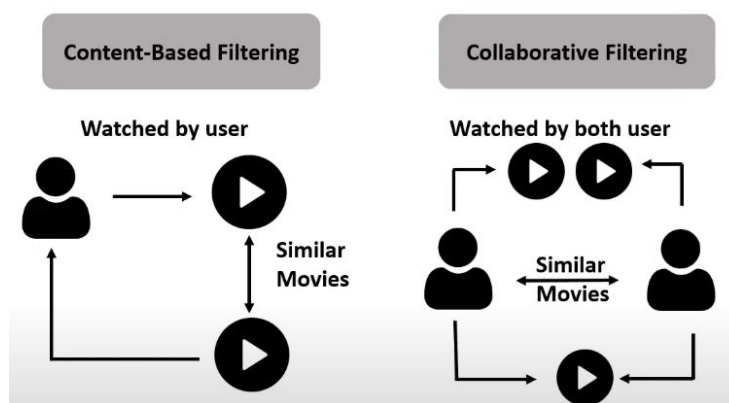 Content-Based Filtering
Watched by user
Similar
Movies
Collaborative Filtering
Watched by both user
Similar
Movies